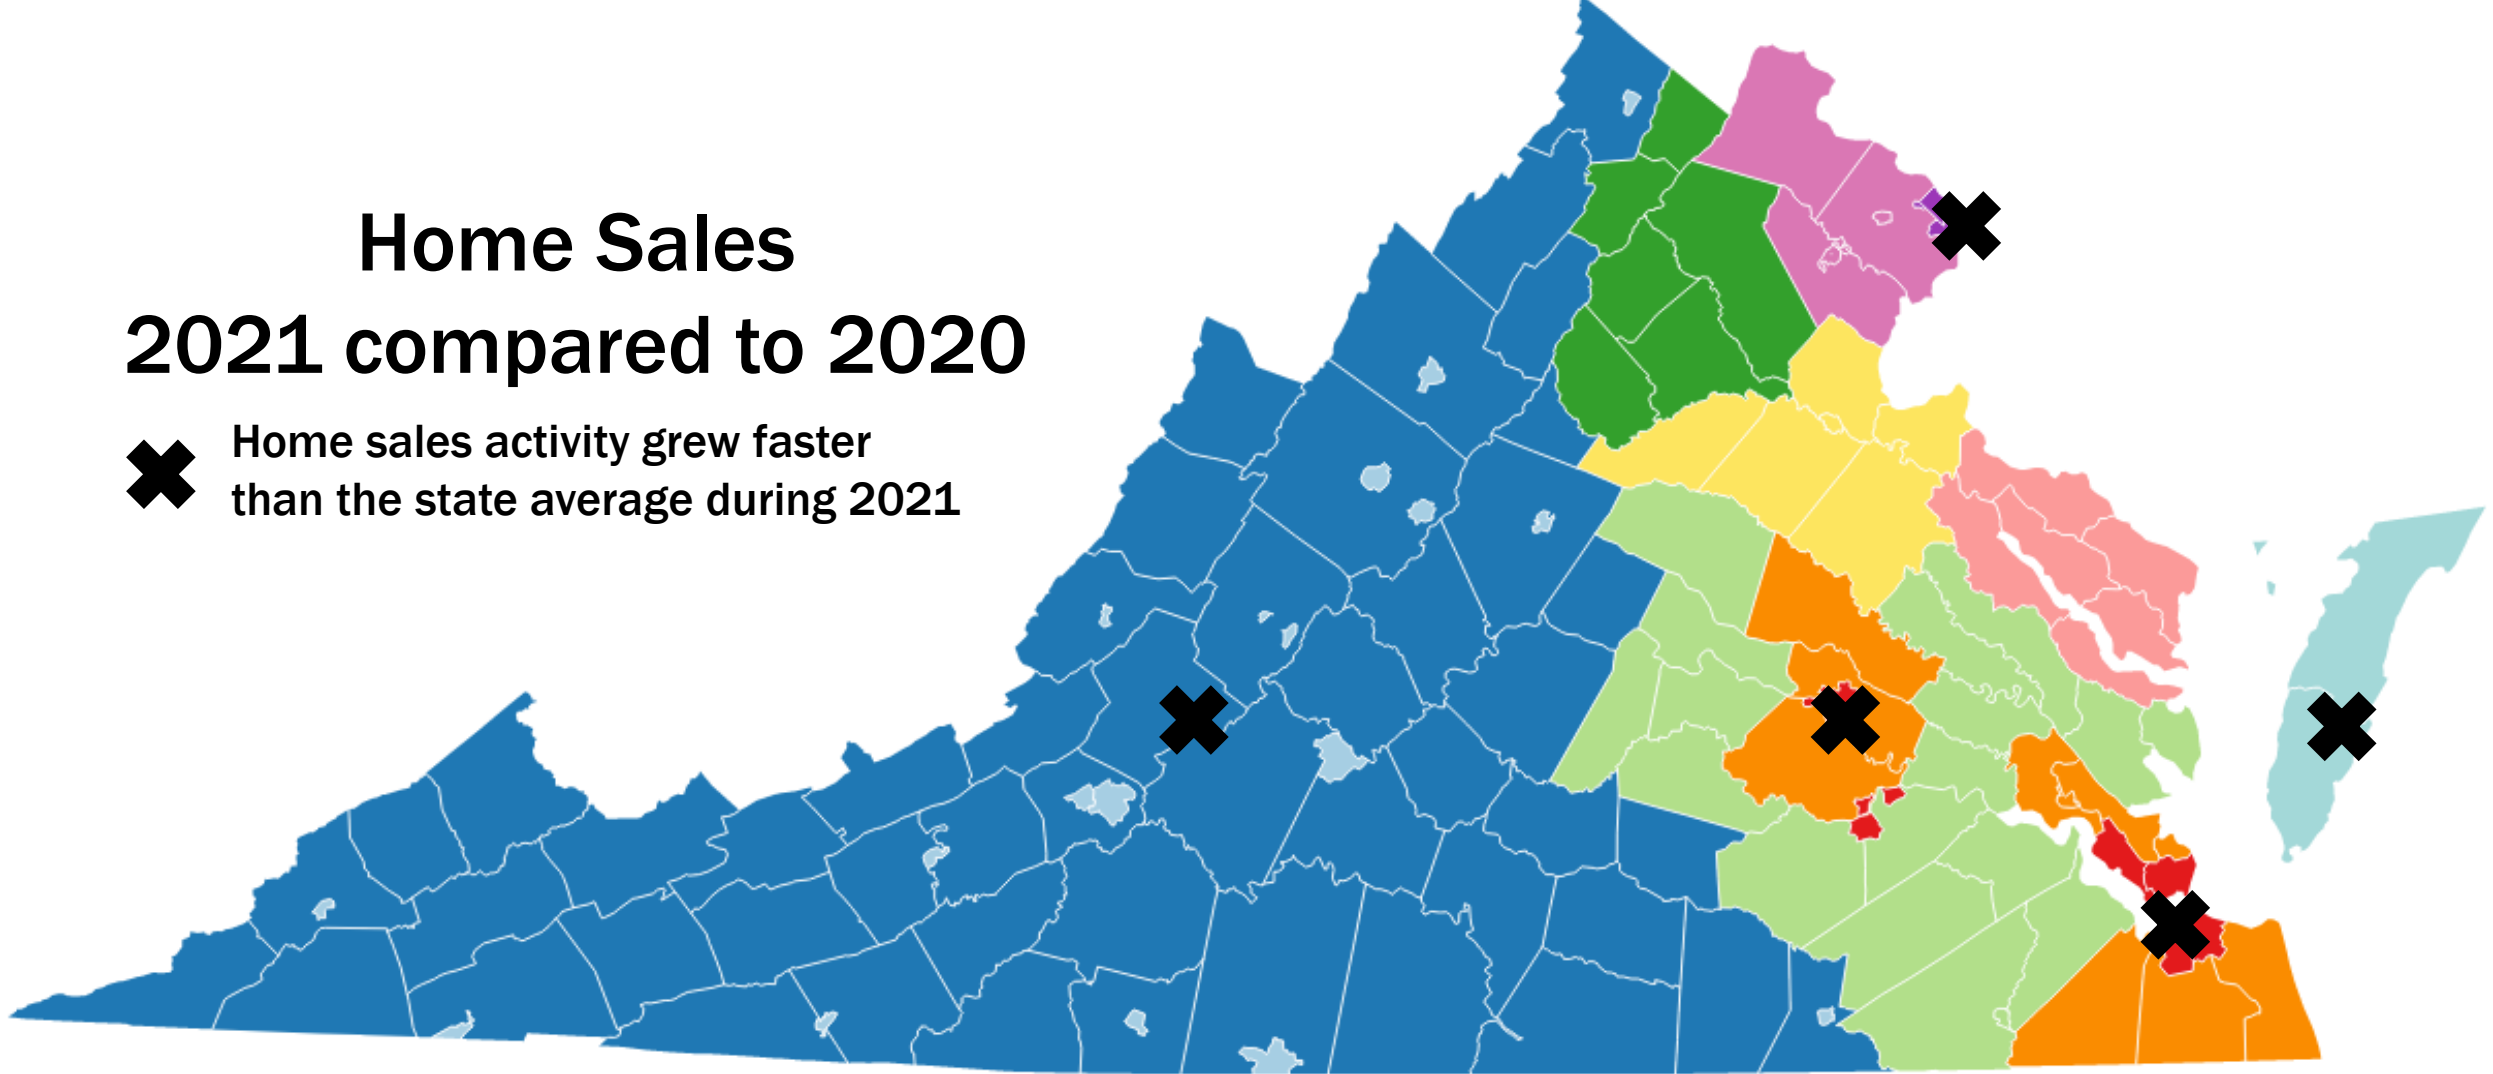 Home Sales
2021 compared to 2020
Home sales activity grew faster
than the state average during 2021